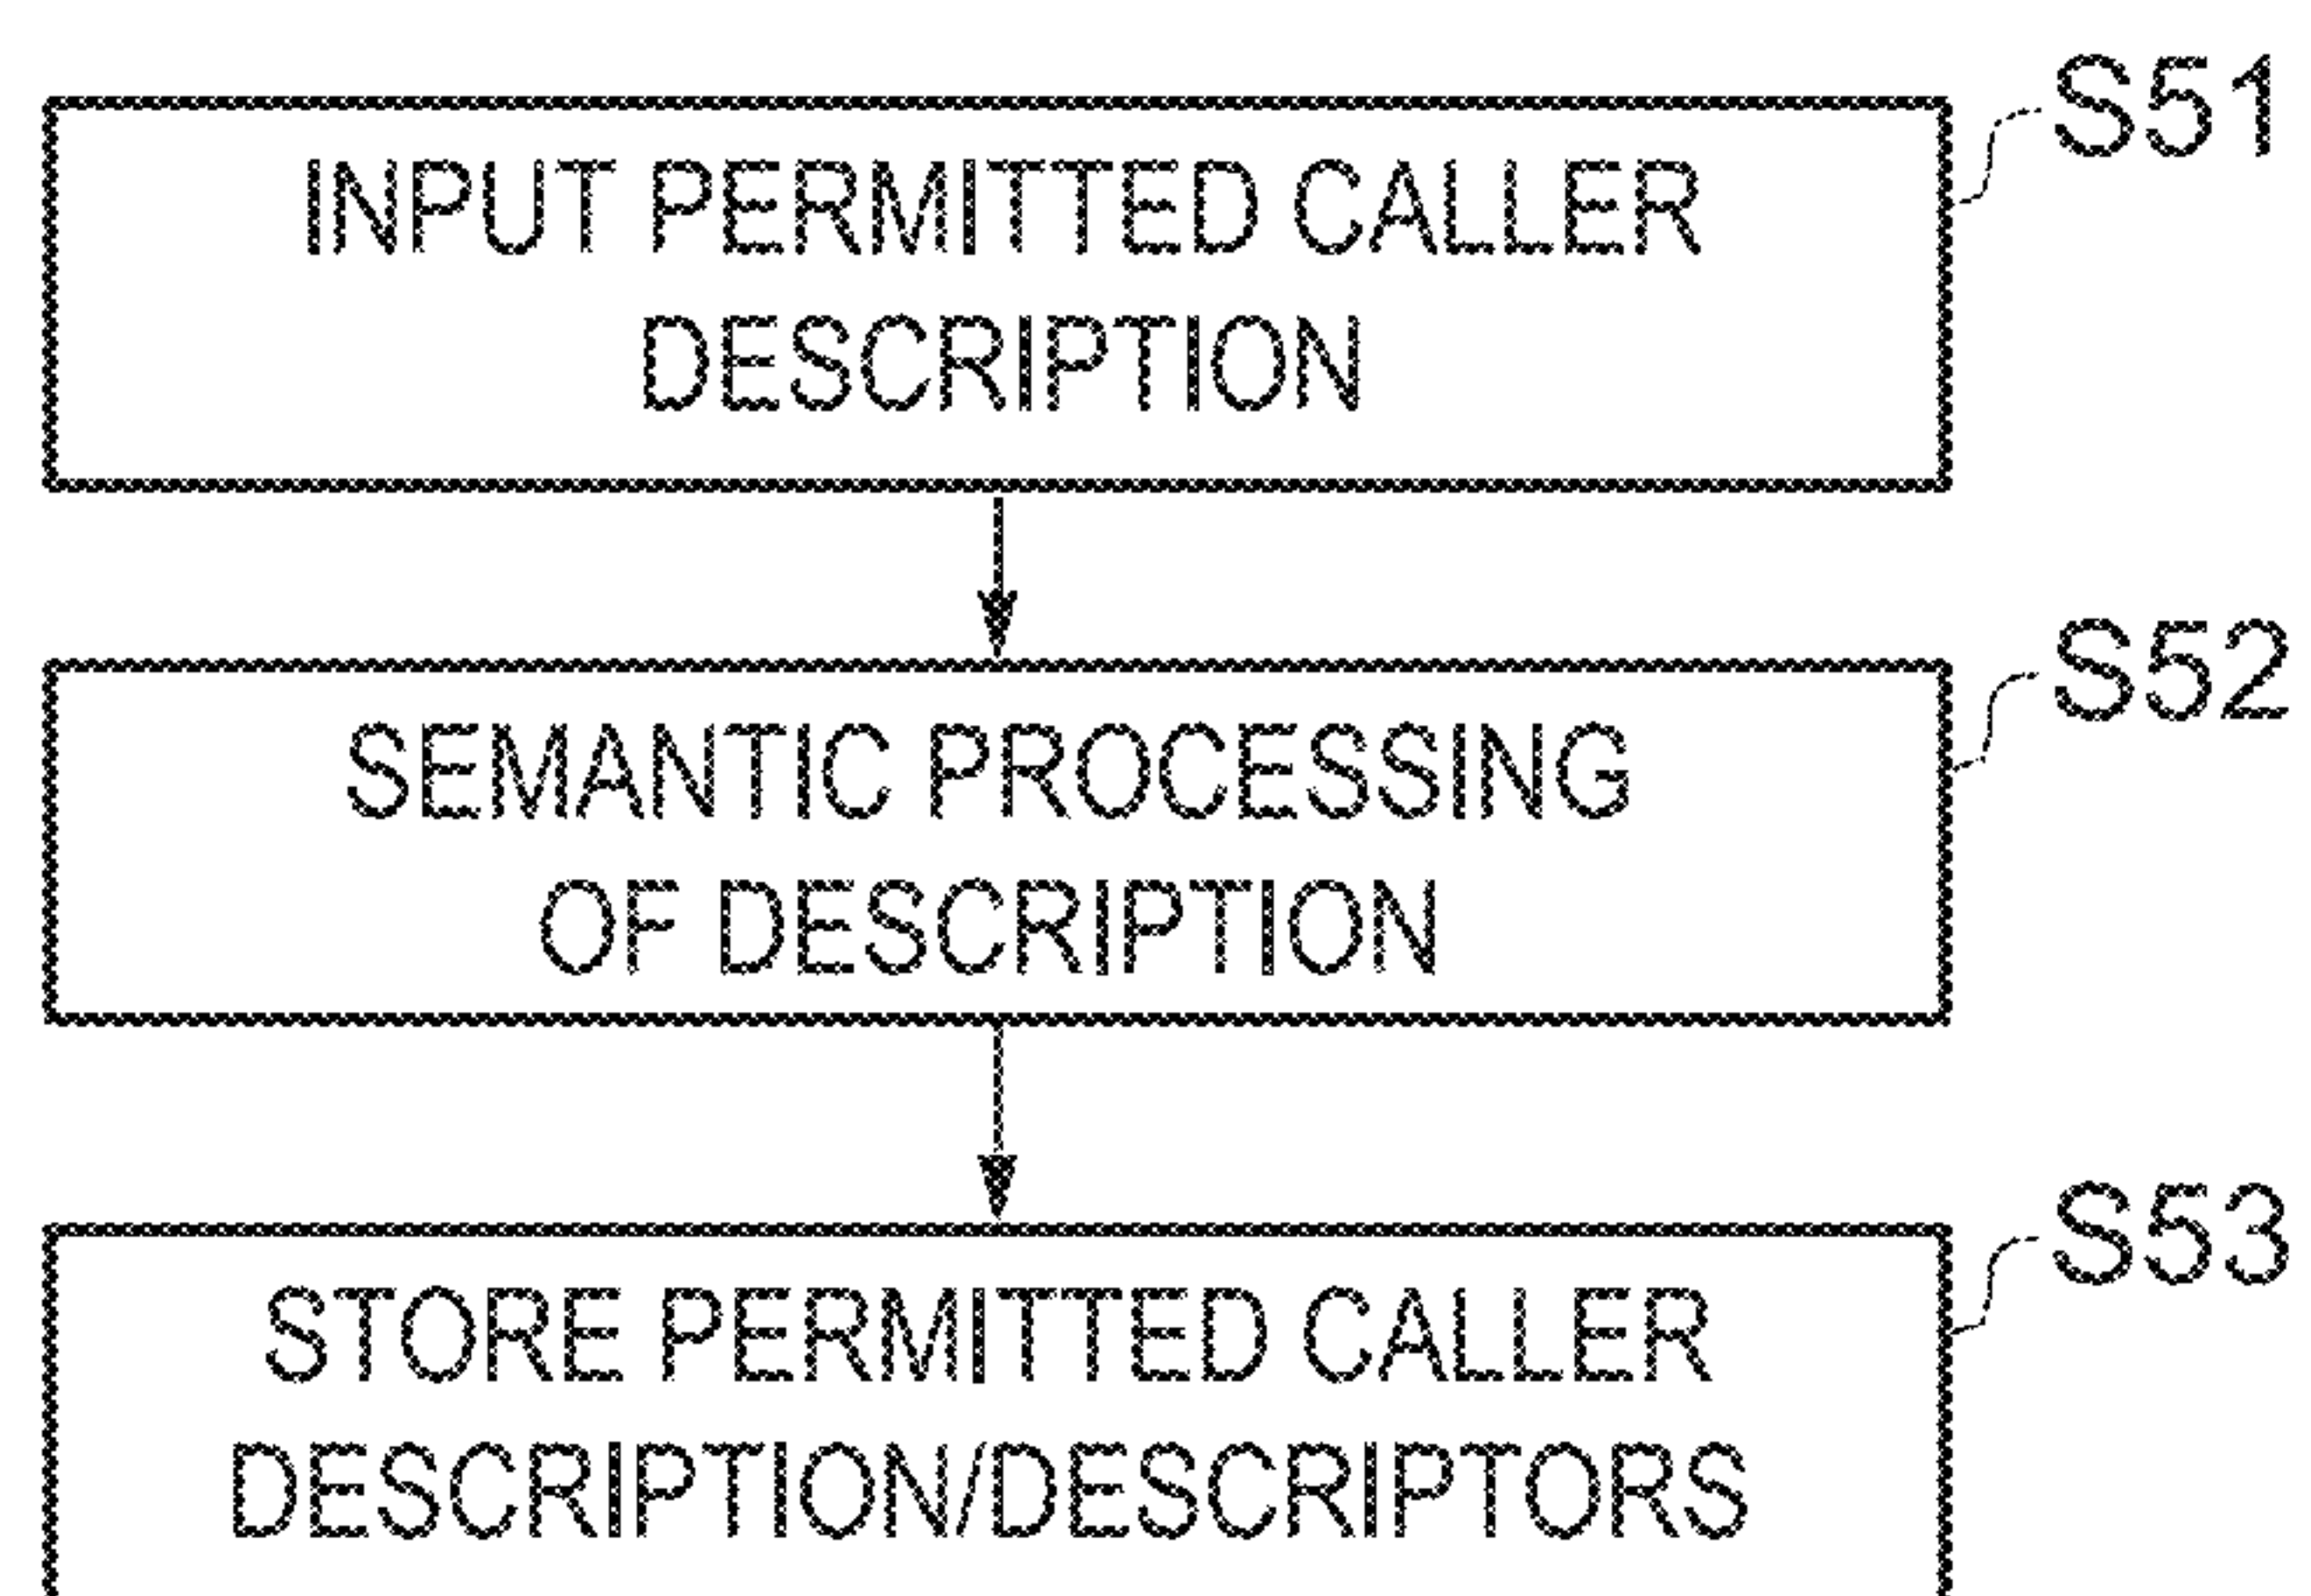 S51
INPUT PERMITTED CALLER
DESCRIPTION
S52
SEMANTIC PROCESSING
OF DESCRIPTION
S53
STORE PERMITTED CALLER
DESCRIPTION/DESCRIPTORS